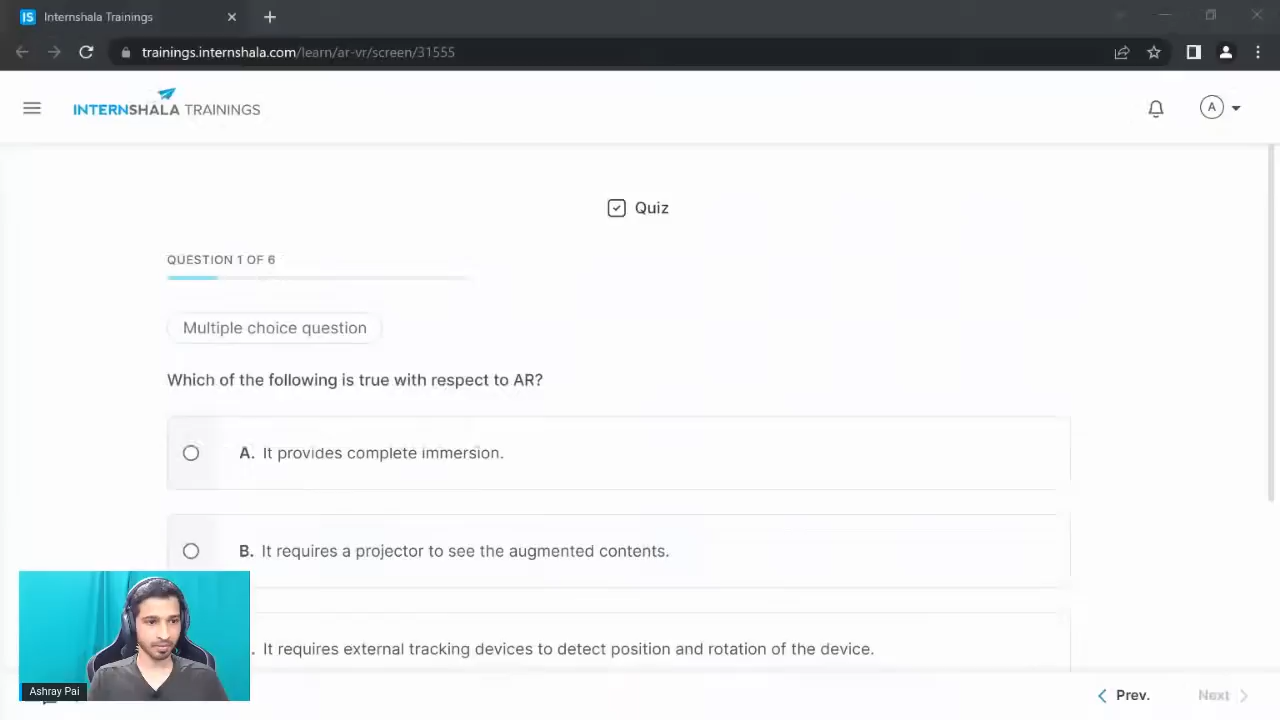 IS Internshala Trainings
trainings.internshala.com/learn/ar-vr/screen/31555
INTERNSHALA TRAININGS
A
Quiz
QUESTION 1 OF 6
Multiple choice question
Which of the following is true with respect to AR?
A. It provides complete immersion.
B. It requires a projector to see the augmented contents.
. It requires external tracking devices to detect position and rotation of the device.
Ashray Pai
Prev.
Next